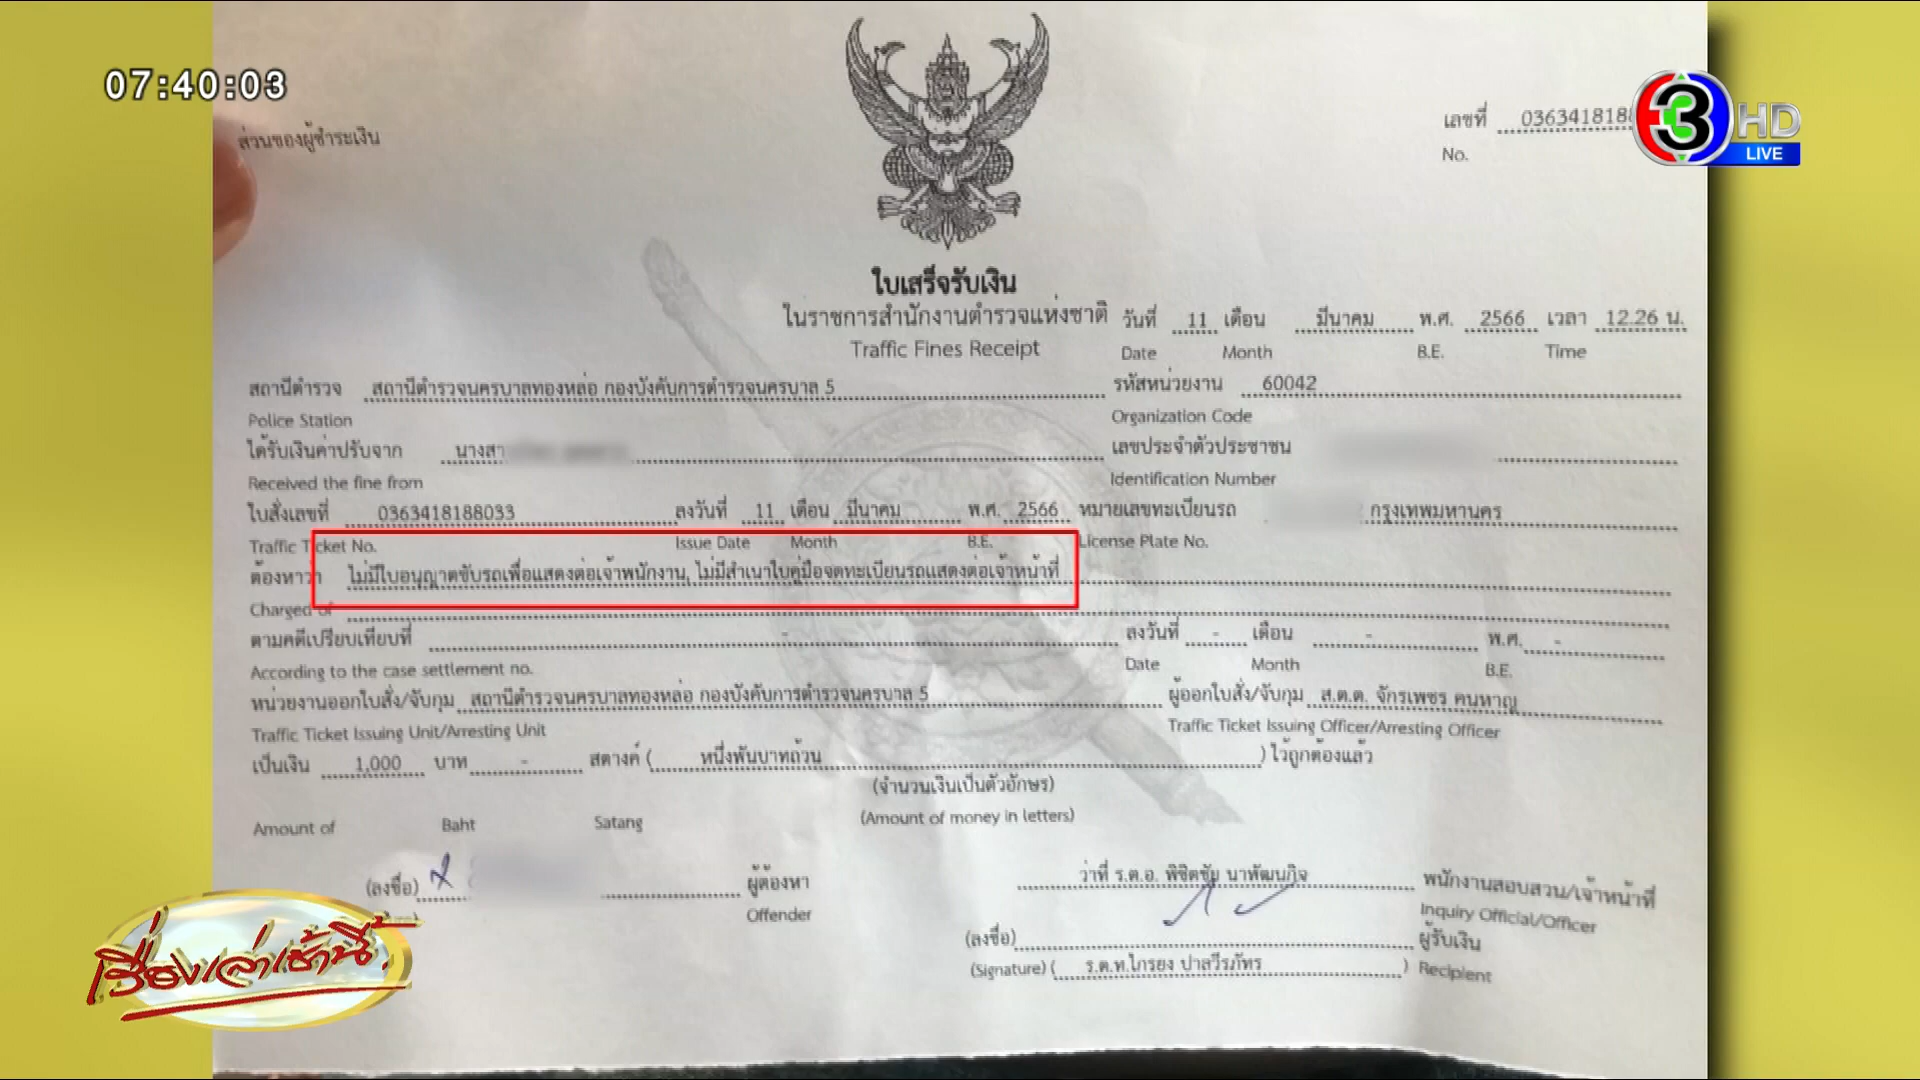 07:40:03
3 HD
LIVE
ส่วนของผู้ชำระเงิน
เลขที่ 036341818
No.
ใบเสร็จรับเงิน
ในราชการสำนักงานตำรวจแห่งชาติ วันที่ 11 เดือน มีนาคม พ.ศ. 2566 เวลา 12.26 น.
Traffic Fines Receipt Date Month B.E. Time
สถานีตำรวจ สถานีตำรวจนครบาลทองหล่อ กองบังคับการตำรวจนครบาล 5 รหัสหน่วยงาน 60042
Police Station Organization Code
ได้รับเงินค่าปรับจาก นางสา เลขประจำตัวประชาชน
Received the fine from Identification Number
ใบสั่งเลขที่ 0363418188033 ลงวันที่ 11 เดือน มีนาคม พ.ศ. 2566 หมายเลขทะเบียนรถ กรุงเทพมหานคร
Traffic Ticket No. Issue Date Month B.E. License Plate No.
ต้องหาว่า ไม่มีใบอนุญาตขับรถเพื่อแสดงต่อเจ้าพนักงาน, ไม่มีสำเนาใบคู่มือจดทะเบียนรถแสดงต่อเจ้าหน้าที่
Charged of
ตามคดีเปรียบเทียบที่ - ลงวันที่ - เดือน - พ.ศ. -
According to the case settlement no. Date Month B.E.
หน่วยงานออกใบสั่ง/จับกุม สถานีตำรวจนครบาลทองหล่อ กองบังคับการตำรวจนครบาล 5 ผู้ออกใบสั่ง/จับกุม ส.ต.ต. จักรเพชร คนหาญ
Traffic Ticket Issuing Unit/Arresting Unit Traffic Ticket Issuing Officer/Arresting Officer
เป็นเงิน 1,000 บาท - สตางค์ ( หนึ่งพันบาทถ้วน ) ไว้ถูกต้องแล้ว
(จำนวนเงินเป็นตัวอักษร)
Amount of Baht Satang (Amount of money in letters)
(ลงชื่อ) ผู้ต้องหา ว่าที่ ร.ต.อ. พิชิตชัย นาพัฒนกิจ พนักงานสอบสวน/เจ้าหน้าที่
Offender Inquiry Official/Officer
(ลงชื่อ) ผู้รับเงิน
(Signature) ( ร.ต.ท.ไกรยง ปาลวีรภัทร ) Recipient
เรื่องเล่าเช้านี้